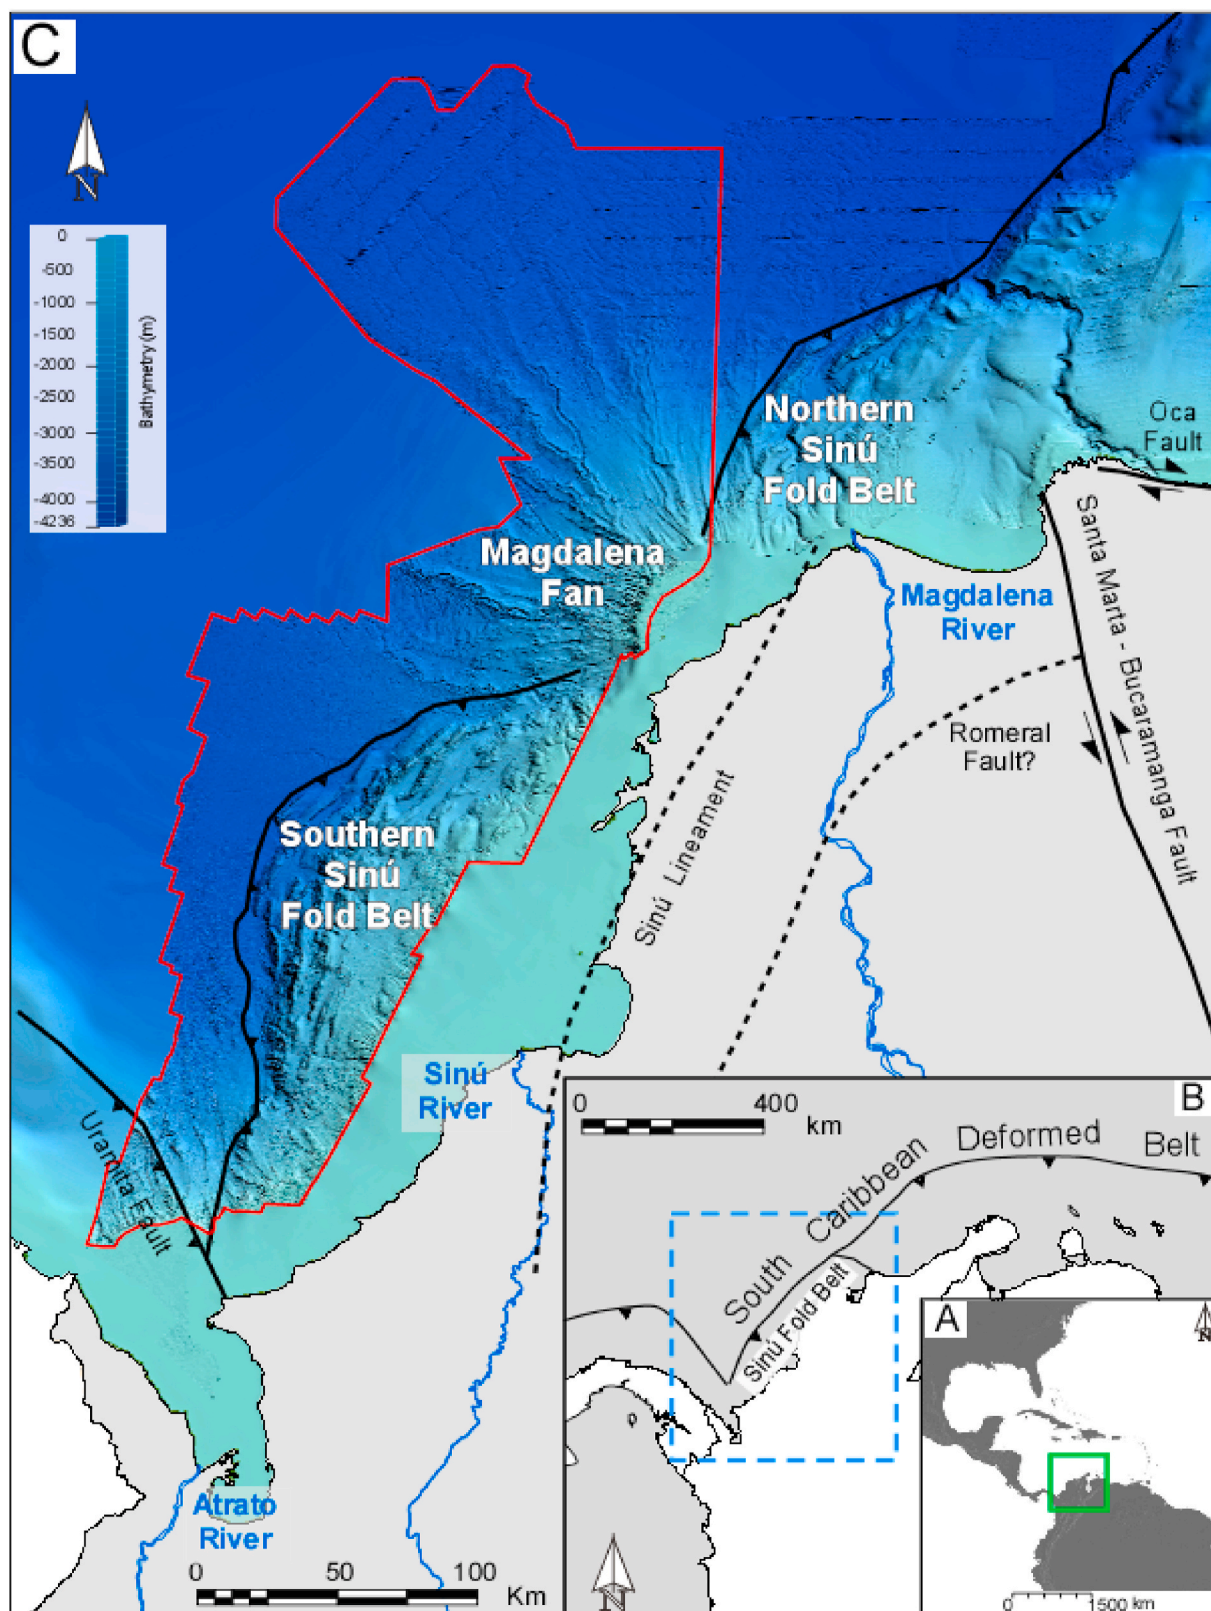 C
N
0
-500
-1000
-1500
-2000
-2500
-3000
-3500
-4000
-4236
Bathymetry (m)
Northern
Sinú
Fold Belt
Oca
Fault
Magdalena
Fan
Magdalena
River
Santa Marta - Bucaramanga Fault
Romeral
Fault?
Sinú Lineament
Southern
Sinú
Fold Belt
Sinú
River
Uramita Fault
Atrato
River
0 50 100
Km
B
0 400
km
South Caribbean Deformed Belt
Sinú Fold Belt
N
A
N
0 1500 km